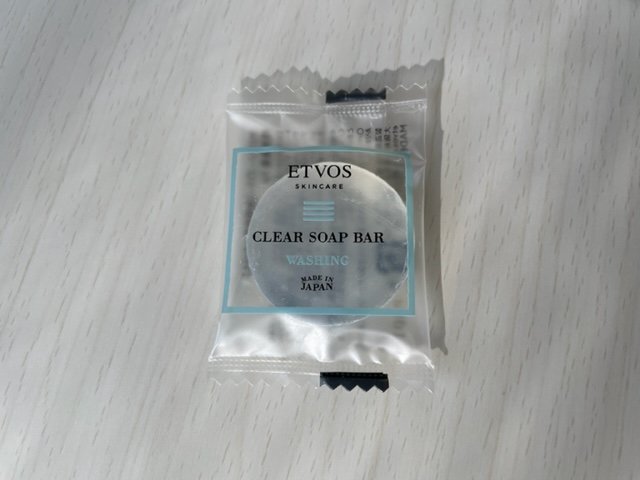 ETVOS
SKINCARE
CLEAR SOAP BAR
WASHING
MADE IN
JAPAN